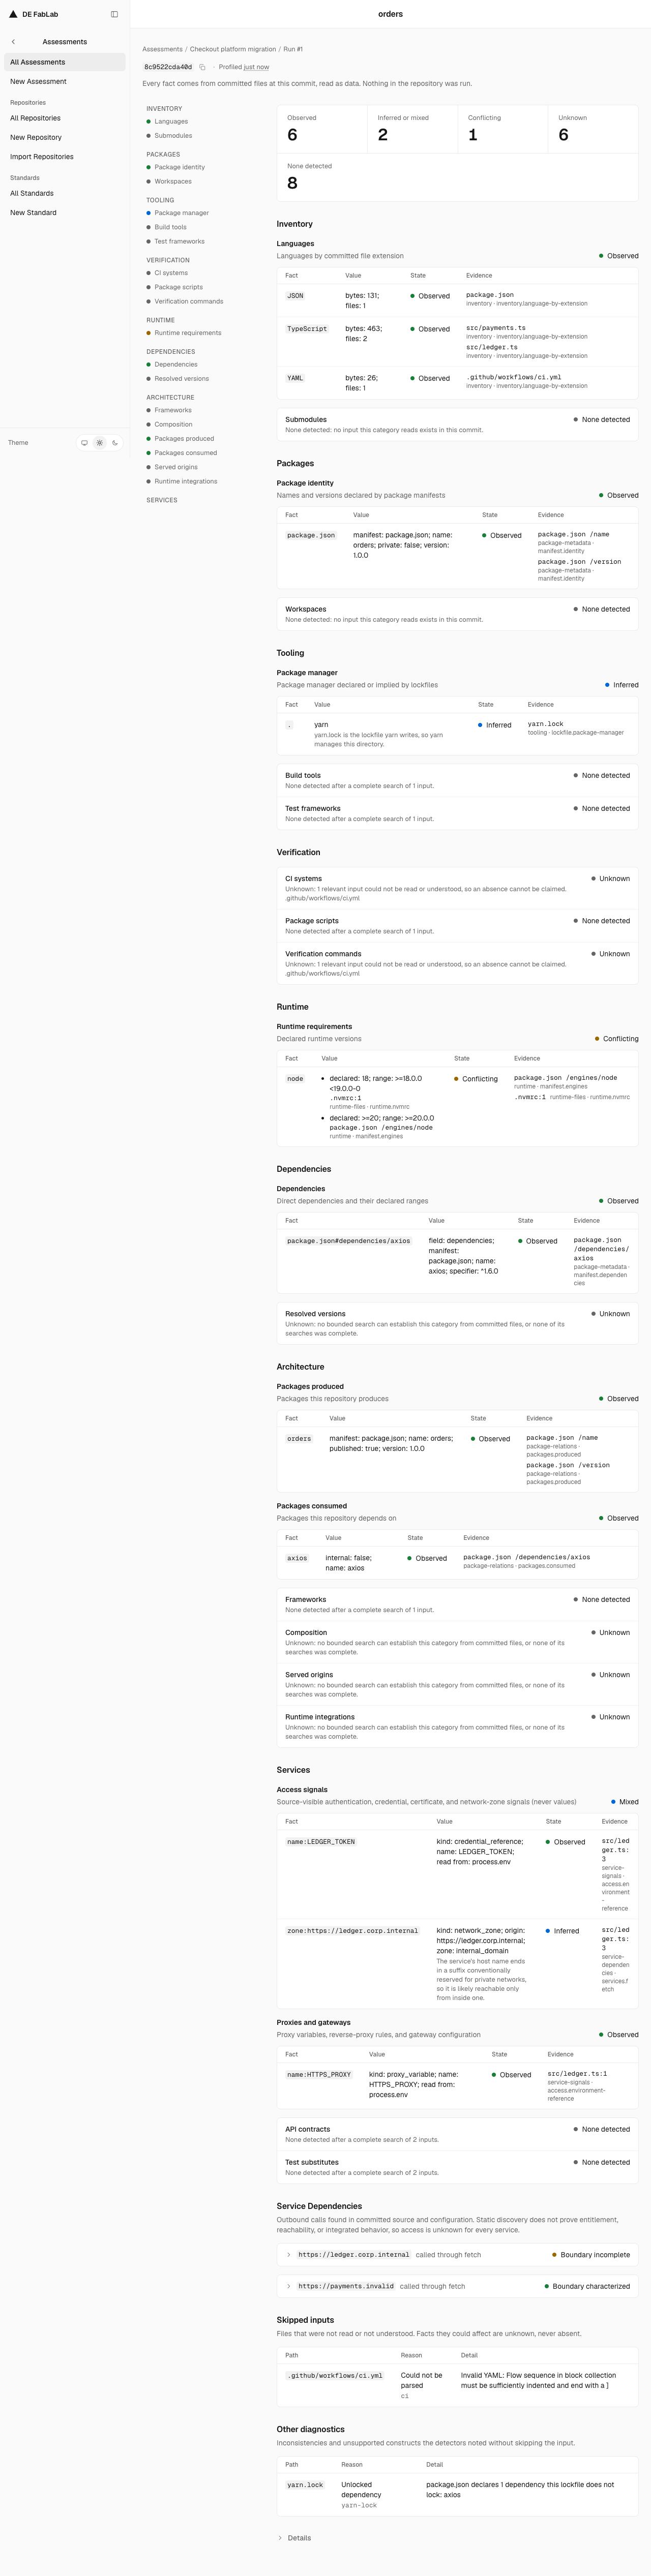 DE FabLab
orders
Assessments
All Assessments
New Assessment
Repositories
All Repositories
New Repository
Import Repositories
Standards
All Standards
New Standard
Theme
Assessments / Checkout platform migration / Run #1
8c9522cda40d · Profiled just now
Every fact comes from committed files at this commit, read as data. Nothing in the repository was run.
INVENTORY
Languages
Submodules
PACKAGES
Package identity
Workspaces
TOOLING
Package manager
Build tools
Test frameworks
VERIFICATION
CI systems
Package scripts
Verification commands
RUNTIME
Runtime requirements
DEPENDENCIES
Dependencies
Resolved versions
ARCHITECTURE
Frameworks
Composition
Packages produced
Packages consumed
Served origins
Runtime integrations
SERVICES
Observed
6
Inferred or mixed
2
Conflicting
1
Unknown
6
None detected
8
Inventory
Languages
Languages by committed file extension Observed
Fact Value State Evidence
JSON bytes: 131; Observed package.json
files: 1 inventory · inventory.language-by-extension
TypeScript bytes: 463; Observed src/payments.ts
files: 2 inventory · inventory.language-by-extension
src/ledger.ts
inventory · inventory.language-by-extension
YAML bytes: 26; Observed .github/workflows/ci.yml
files: 1 inventory · inventory.language-by-extension
Submodules None detected
None detected: no input this category reads exists in this commit.
Packages
Package identity
Names and versions declared by package manifests Observed
Fact Value State Evidence
package.json manifest: package.json; name: Observed package.json /name
orders; private: false; version: package-metadata ·
1.0.0 manifest.identity
package.json /version
package-metadata ·
manifest.identity
Workspaces None detected
None detected: no input this category reads exists in this commit.
Tooling
Package manager
Package manager declared or implied by lockfiles Inferred
Fact Value State Evidence
. yarn Inferred yarn.lock
yarn.lock is the lockfile yarn writes, so yarn tooling · lockfile.package-manager
manages this directory.
Build tools None detected
None detected after a complete search of 1 input.
Test frameworks None detected
None detected after a complete search of 1 input.
Verification
CI systems Unknown
Unknown: 1 relevant input could not be read or understood, so an absence cannot be claimed.
.github/workflows/ci.yml
Package scripts None detected
None detected after a complete search of 1 input.
Verification commands Unknown
Unknown: 1 relevant input could not be read or understood, so an absence cannot be claimed.
.github/workflows/ci.yml
Runtime
Runtime requirements
Declared runtime versions Conflicting
Fact Value State Evidence
node • declared: 18; range: >=18.0.0 Conflicting package.json /engines/node
<19.0.0-0 runtime · manifest.engines
.nvmrc:1 .nvmrc:1 runtime-files · runtime.nvmrc
runtime-files · runtime.nvmrc
• declared: >=20; range: >=20.0.0
package.json /engines/node
runtime · manifest.engines
Dependencies
Dependencies
Direct dependencies and their declared ranges Observed
Fact Value State Evidence
package.json#dependencies/axios field: dependencies; Observed package.json
manifest: /dependencies/
package.json; name: axios
axios; specifier: ^1.6.0 package-metadata ·
manifest.dependen
cies
Resolved versions Unknown
Unknown: no bounded search can establish this category from committed files, or none of its
searches was complete.
Architecture
Packages produced
Packages this repository produces Observed
Fact Value State Evidence
orders manifest: package.json; name: orders; Observed package.json /name
published: true; version: 1.0.0 package-relations ·
packages.produced
package.json /version
package-relations ·
packages.produced
Packages consumed
Packages this repository depends on Observed
Fact Value State Evidence
axios internal: false; Observed package.json /dependencies/axios
name: axios package-relations · packages.consumed
Frameworks None detected
None detected after a complete search of 1 input.
Composition Unknown
Unknown: no bounded search can establish this category from committed files, or none of its
searches was complete.
Served origins Unknown
Unknown: no bounded search can establish this category from committed files, or none of its
searches was complete.
Runtime integrations Unknown
Unknown: no bounded search can establish this category from committed files, or none of its
searches was complete.
Services
Access signals
Source-visible authentication, credential, certificate, and network-zone signals (never values) Mixed
Fact Value State Evidence
name:LEDGER_TOKEN kind: credential_reference; Observed src/led
name: LEDGER_TOKEN; ger.ts:
read from: process.env 3
service-
signals ·
access.en
vironment
-
reference
zone:https://ledger.corp.internal kind: network_zone; origin: Inferred src/led
https://ledger.corp.internal; ger.ts:
zone: internal_domain 3
The service's host name ends service-
in a suffix conventionally dependen
reserved for private networks, cies ·
so it is likely reachable only services.f
from inside one. etch
Proxies and gateways
Proxy variables, reverse-proxy rules, and gateway configuration Observed
Fact Value State Evidence
name:HTTPS_PROXY kind: proxy_variable; name: Observed src/ledger.ts:1
HTTPS_PROXY; read from: service-signals ·
process.env access.environment-
reference
API contracts None detected
None detected after a complete search of 2 inputs.
Test substitutes None detected
None detected after a complete search of 2 inputs.
Service Dependencies
Outbound calls found in committed source and configuration. Static discovery does not prove entitlement,
reachability, or integrated behavior, so access is unknown for every service.
https://ledger.corp.internal called through fetch Boundary incomplete
https://payments.invalid called through fetch Boundary characterized
Skipped inputs
Files that were not read or not understood. Facts they could affect are unknown, never absent.
Path Reason Detail
.github/workflows/ci.yml Could not be Invalid YAML: Flow sequence in block collection
parsed must be sufficiently indented and end with a ]
ci
Other diagnostics
Inconsistencies and unsupported constructs the detectors noted without skipping the input.
Path Reason Detail
yarn.lock Unlocked package.json declares 1 dependency this lockfile does not
dependency lock: axios
yarn-lock
Details